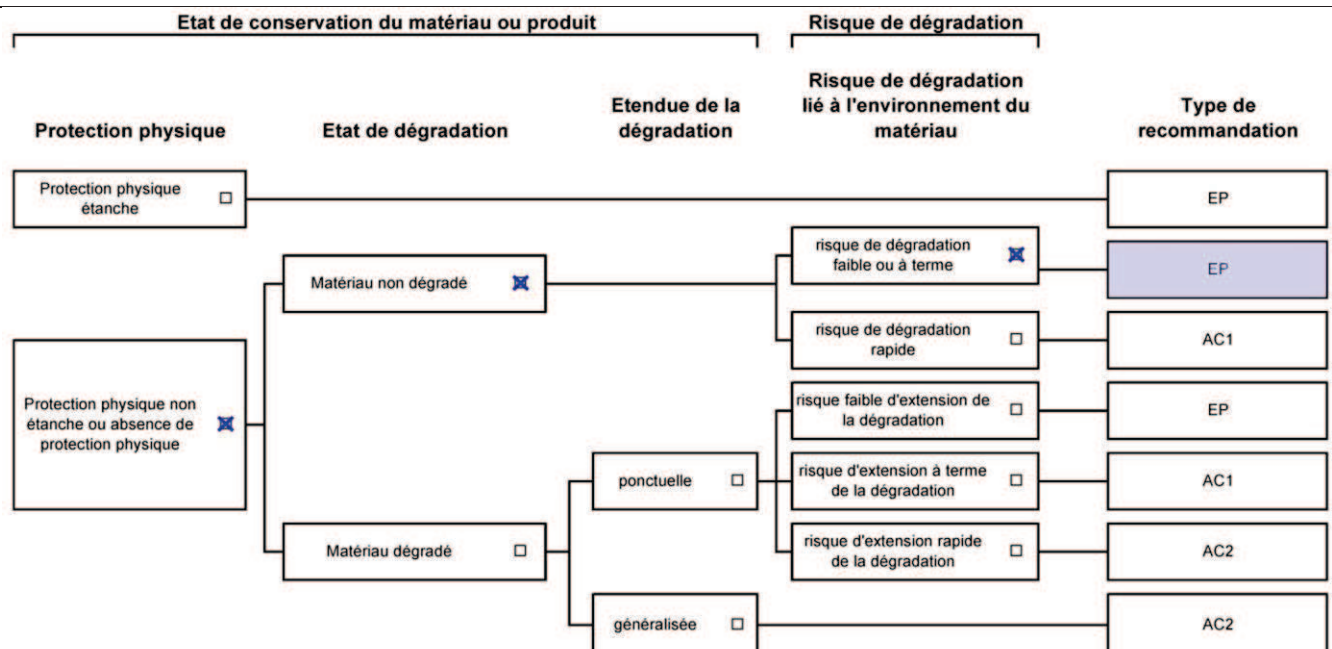 Etat de conservation du matériau ou produit
Risque de dégradation
Protection physique
Etat de dégradation
Etendue de la
dégradation
Risque de dégradation
lié à l'environnement du
matériau
Type de
recommandation
Protection physique
étanche
EP
Protection physique non
étanche ou absence de
protection physique
Matériau non dégradé
risque de dégradation
faible ou à terme
EP
risque de dégradation
rapide
AC1
Matériau dégradé
ponctuelle
risque faible d'extension de
la dégradation
EP
risque d'extension à terme
de la dégradation
AC1
risque d'extension rapide
de la dégradation
AC2
généralisée
AC2